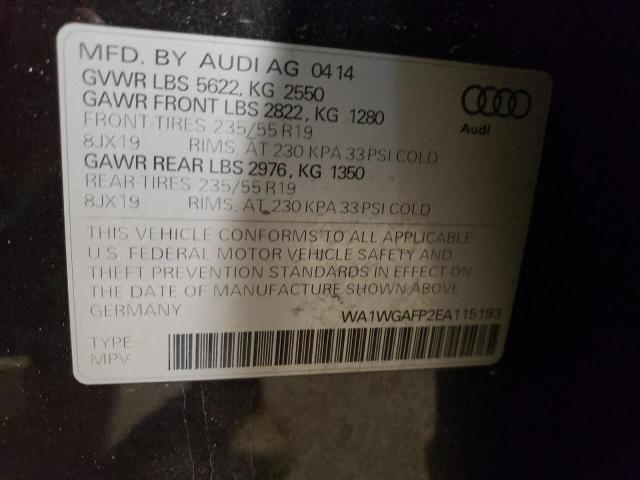 MFD. BY AUDI AG 04 14
GVWR LBS 5622, KG 2550
GAWR FRONT LBS 2822, KG 1280
FRONT-TIRES 235/55 R19
8JX19 RIMS, AT 230 KPA 33 PSI COLD
GAWR REAR LBS 2976, KG 1350
REAR-TIRES 235/55 R19
8JX19 RIMS, AT 230 KPA 33 PSI COLD
Audi
THIS VEHICLE CONFORMS TO ALL APPLICABLE
U.S. FEDERAL MOTOR VEHICLE SAFETY AND
THEFT PREVENTION STANDARDS IN EFFECT ON
THE DATE OF MANUFACTURE SHOWN ABOVE.
GERMANY
WA1WGAFP2EA115193
TYPE:
MPV